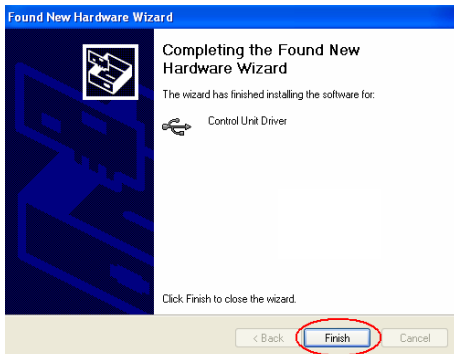 Found New Hardware Wizard
Completing the Found New
Hardware Wizard
The wizard has finished installing the software for:
Control Unit Driver
Click Finish to close the wizard.
< Back
Finish
Cancel